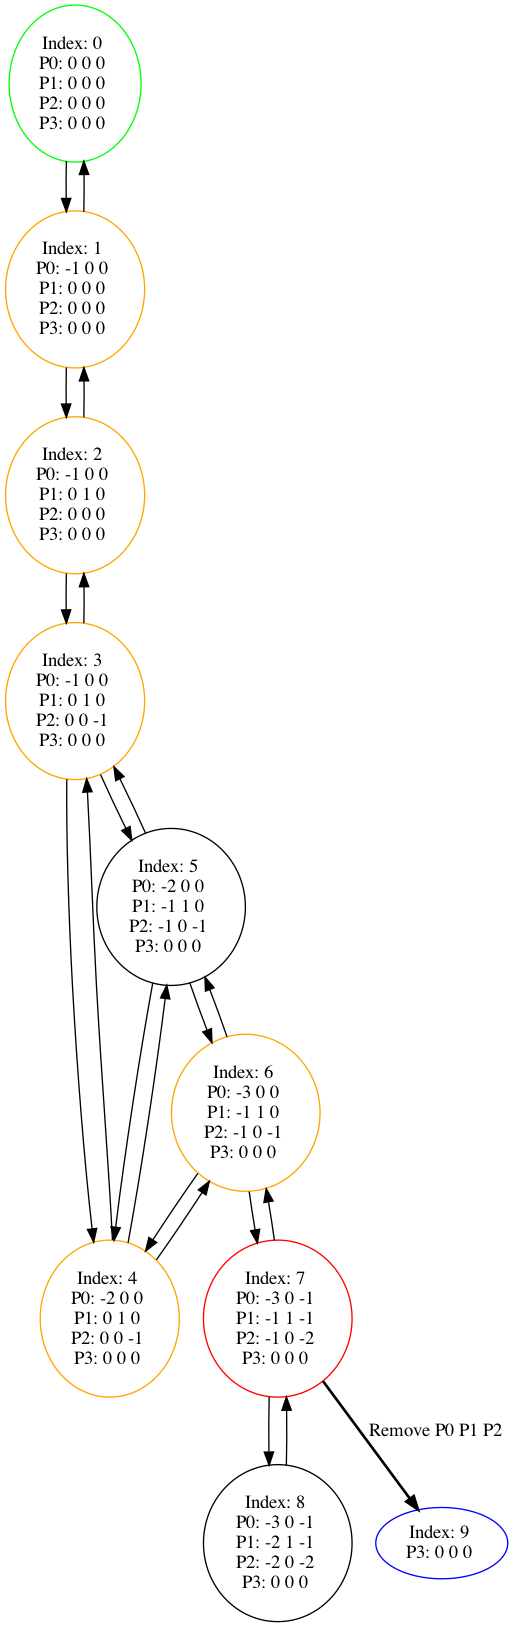 Index: 0
P0: 0 0 0
P1: 0 0 0
P2: 0 0 0
P3: 0 0 0
Index: 1
P0: -1 0 0
P1: 0 0 0
P2: 0 0 0
P3: 0 0 0
Index: 2
P0: -1 0 0
P1: 0 1 0
P2: 0 0 0
P3: 0 0 0
Index: 3
P0: -1 0 0
P1: 0 1 0
P2: 0 0 -1
P3: 0 0 0
Index: 5
P0: -2 0 0
P1: -1 1 0
P2: -1 0 -1
P3: 0 0 0
Index: 6
P0: -3 0 0
P1: -1 1 0
P2: -1 0 -1
P3: 0 0 0
Index: 4
P0: -2 0 0
P1: 0 1 0
P2: 0 0 -1
P3: 0 0 0
Index: 7
P0: -3 0 -1
P1: -1 1 -1
P2: -1 0 -2
P3: 0 0 0
Remove P0 P1 P2
Index: 8
P0: -3 0 -1
P1: -2 1 -1
P2: -2 0 -2
P3: 0 0 0
Index: 9
P3: 0 0 0